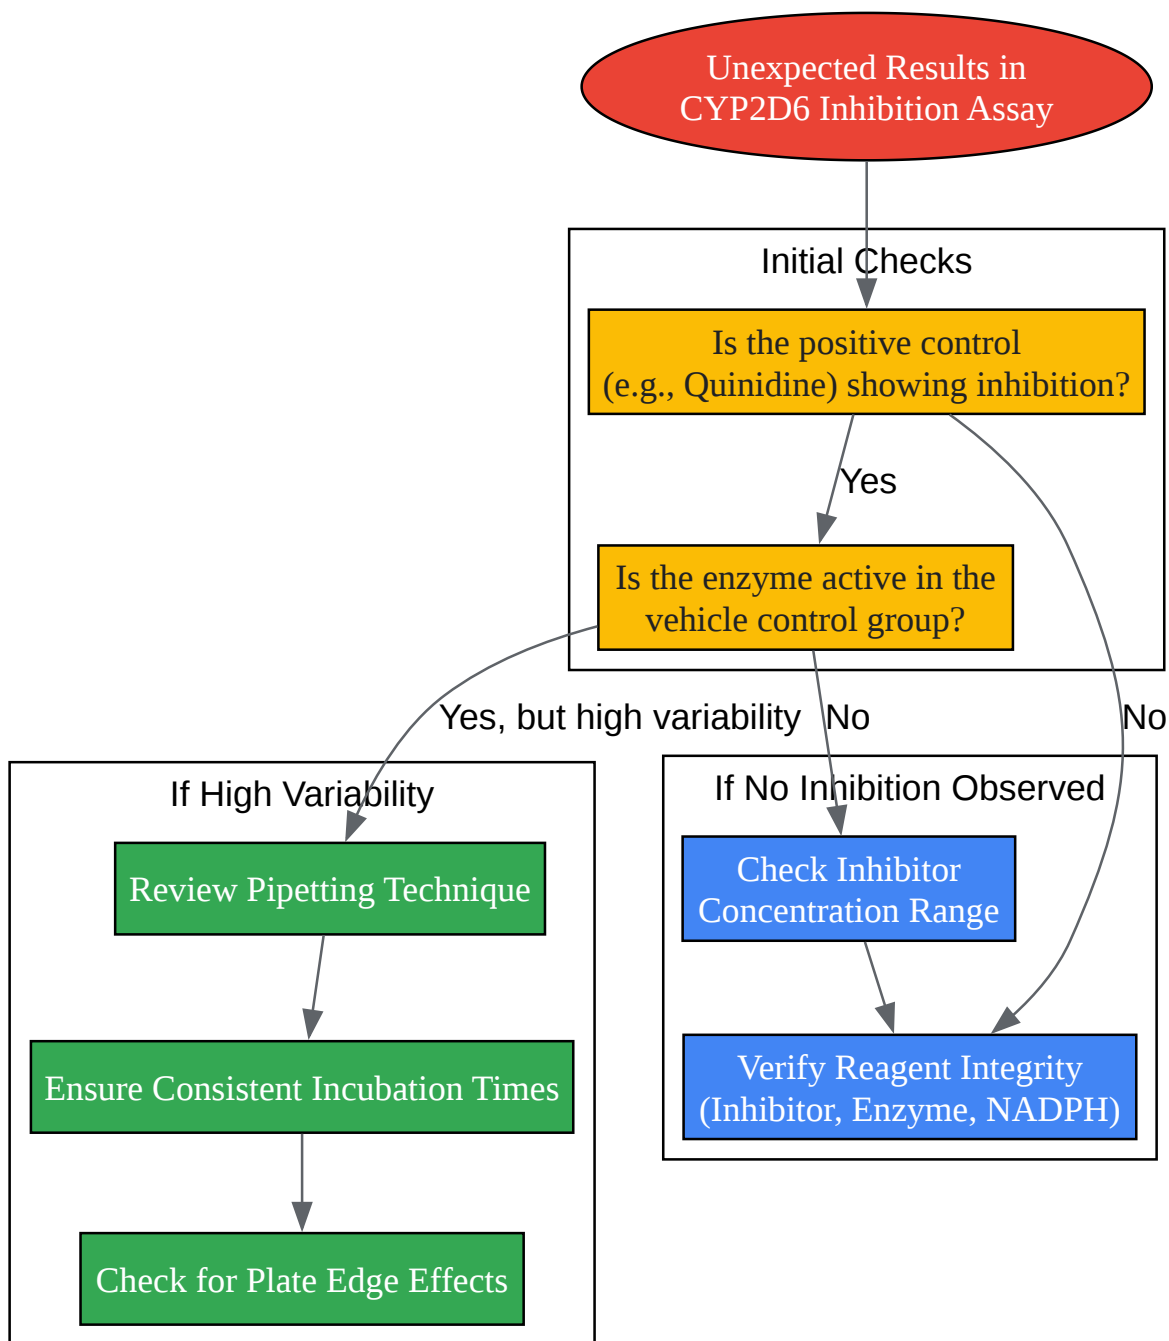 Unexpected Results in
CYP2D6 Inhibition Assay
Initial Checks
Is the positive control
(e.g., Quinidine) showing inhibition?
Yes
Is the enzyme active in the
vehicle control group?
Yes, but high variability
No
No
If High Variability
If No Inhibition Observed
Review Pipetting Technique
Check Inhibitor
Concentration Range
Ensure Consistent Incubation Times
Verify Reagent Integrity
(Inhibitor, Enzyme, NADPH)
Check for Plate Edge Effects